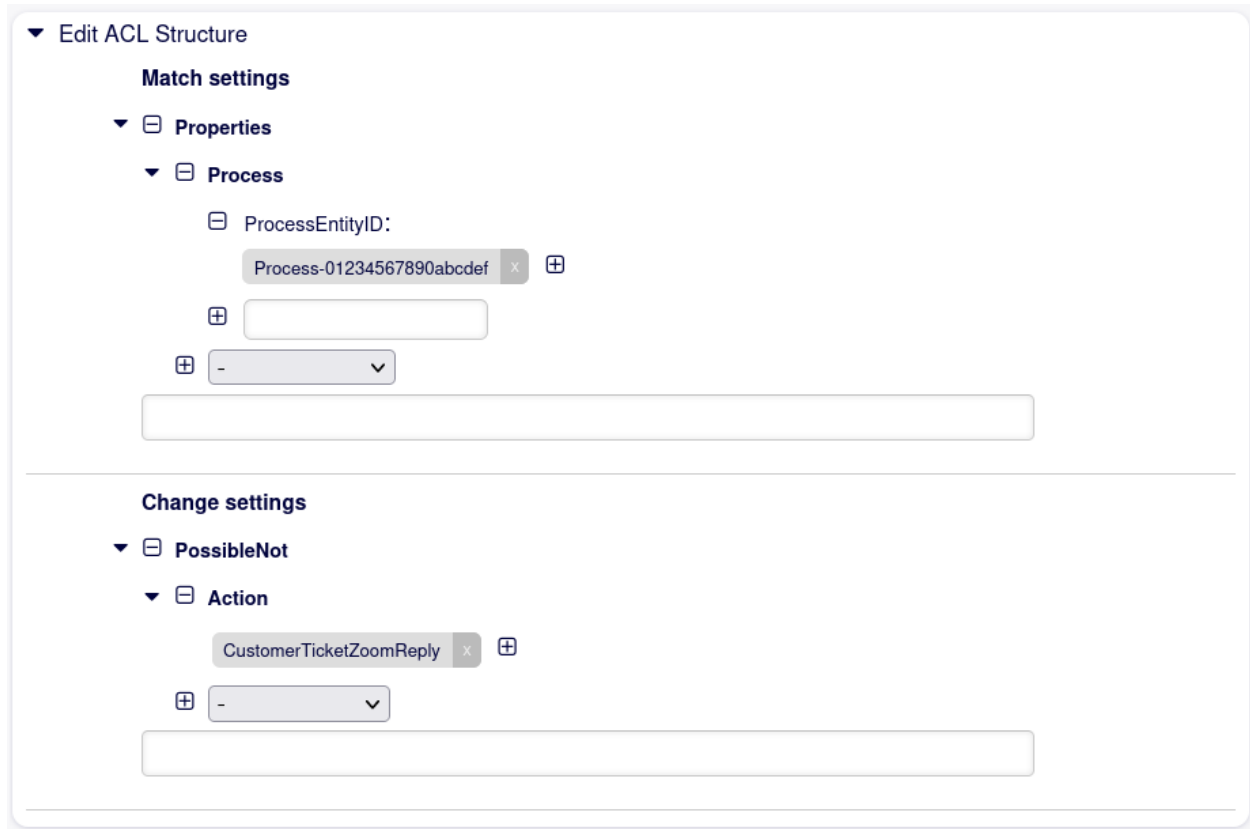 Edit ACL Structure
Match settings
Properties
Process
ProcessEntityID:
Process-01234567890abcdef x
-
Change settings
PossibleNot
Action
CustomerTicketZoomReply x
-